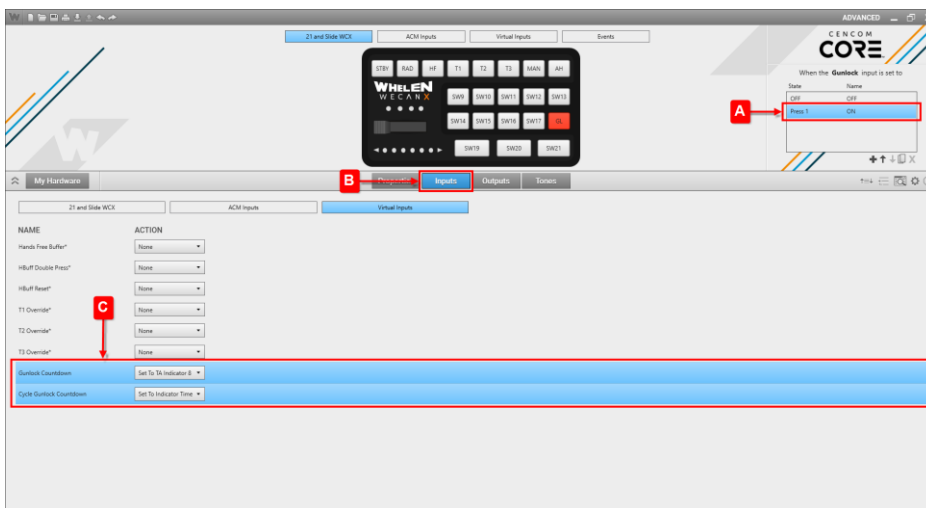 ADVANCED
21 and Slide WCX ACM Inputs Virtual Inputs Events
CENCOM
CORE
When the Gunlock input is set to
State Name
OFF OFF
Press 1 ON
A
STBY RAD HF T1 T2 T3 MAN AH
WHELEN
WECANX
SW9 SW10 SW11 SW12 SW13
SW14 SW15 SW16 SW17 GL
SW19 SW20 SW21
My Hardware
B
Inputs Outputs Tones
21 and Slide WCX ACM Inputs Virtual Inputs
NAME ACTION
Hands Free Buffer* None
HBuff Double Press* None
HBuff Reset* None
C
T1 Override* None
T2 Override* None
T3 Override* None
Gunlock Countdown Set To TA Indicator 8
Cycle Gunlock Countdown Set To Indicator Time